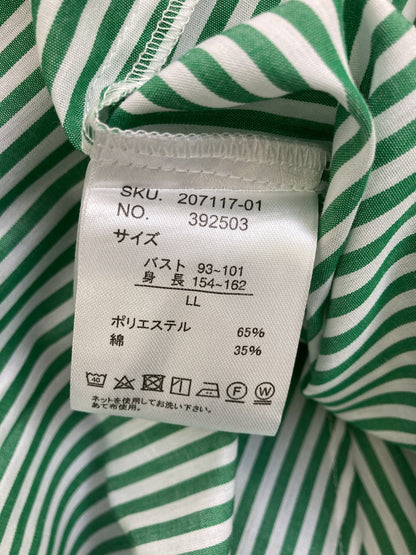 SKU. 207117-01
NO. 392503
サイズ
バスト 93~101
身 長 154~162
LL
ポリエステル 65%
綿 35%
40 F W
ネットを使用してお洗い下さい。
あて布使用。